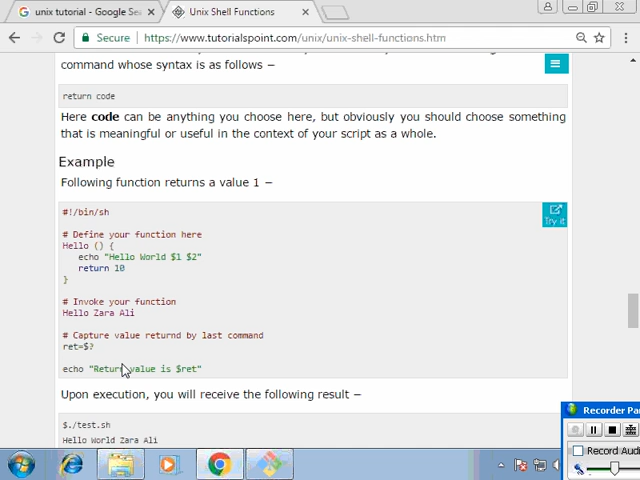 unix tutorial - Google Sea
Unix Shell Functions
Secure
https://www.tutorialspoint.com/unix/unix-shell-functions.htm
command whose syntax is as follows −
return code
Here code can be anything you choose here, but obviously you should choose something
that is meaningful or useful in the context of your script as a whole.
Example
Following function returns a value 1 −
#!/bin/sh
Try it
# Define your function here
Hello () {
echo "Hello World $1 $2"
return 10
}
# Invoke your function
Hello Zara Ali
# Capture value returnd by last command
ret=$?
echo "Return value is $ret"
Upon execution, you will receive the following result −
$./test.sh
Hello World Zara Ali
Recorder Pan
Record Audi